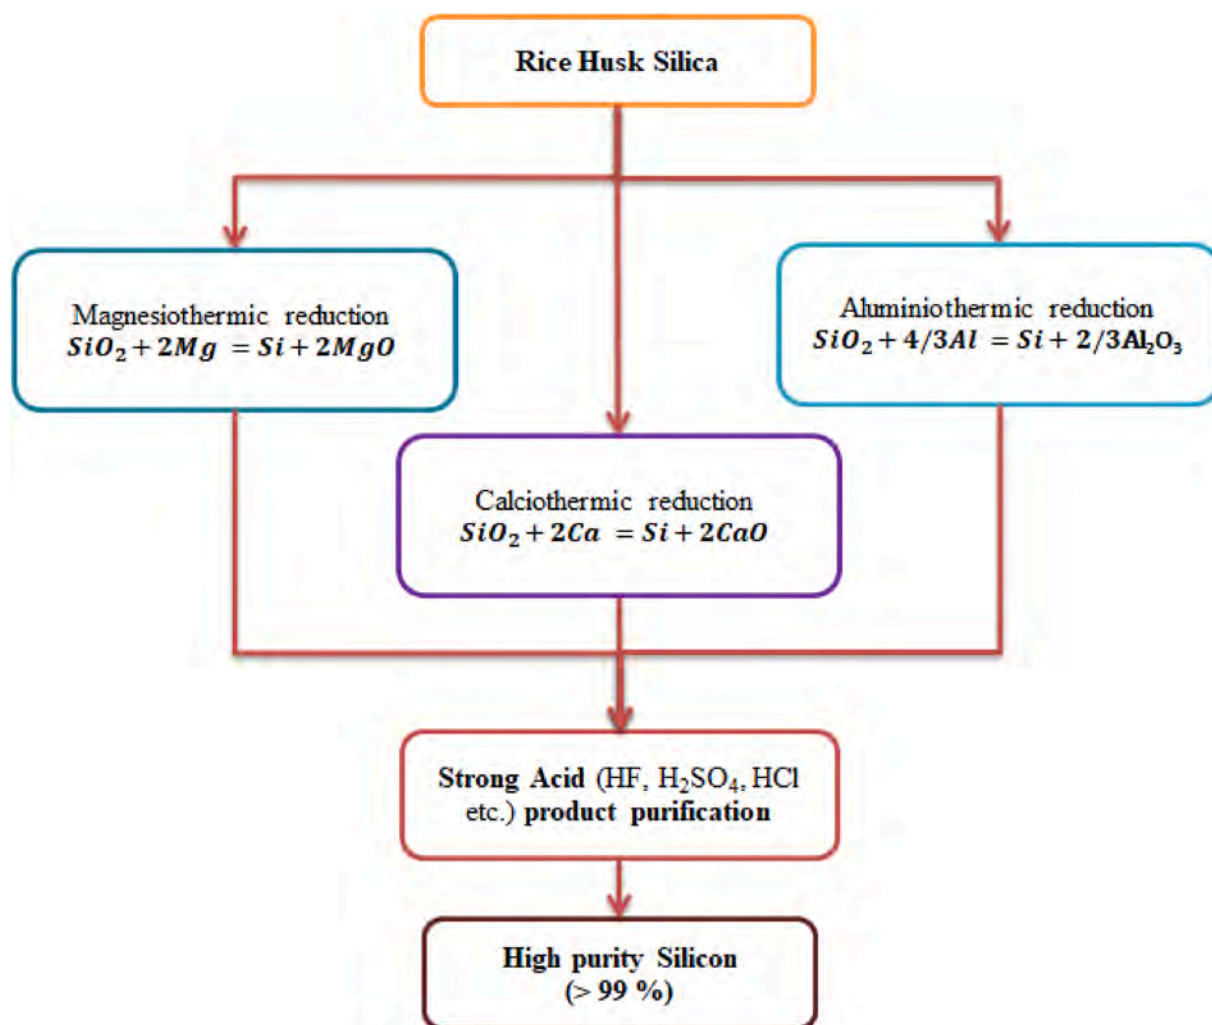 Rice Husk Silica
Magnesiothermic reduction
SiO₂ + 2Mg = Si + 2MgO
Aluminiothermic reduction
SiO₂ + 4/3Al = Si + 2/3Al₂O₃
Calciothermic reduction
SiO₂ + 2Ca = Si + 2CaO
Strong Acid (HF, H₂SO₄, HCl
etc.) product purification
High purity Silicon
(> 99 %)